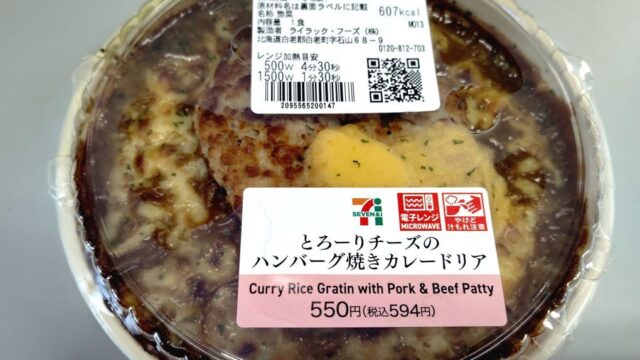 原材料名は裏面ラベルに記載
名称 惣菜
内容量 1食
607kcal
M013
製造者 ライラック・フーズ(株)
北海道白老郡白老町字石山68-9
0120-812-703
レンジ加熱目安
500W 4分30秒
1500W 1分30秒
2095565200147
7
SEVEN&i
電子レンジ
MICROWAVE
やけど
汁もれ注意
とろーりチーズの
ハンバーグ焼きカレードリア
Curry Rice Gratin with Pork & Beef Patty
550円(税込594円)